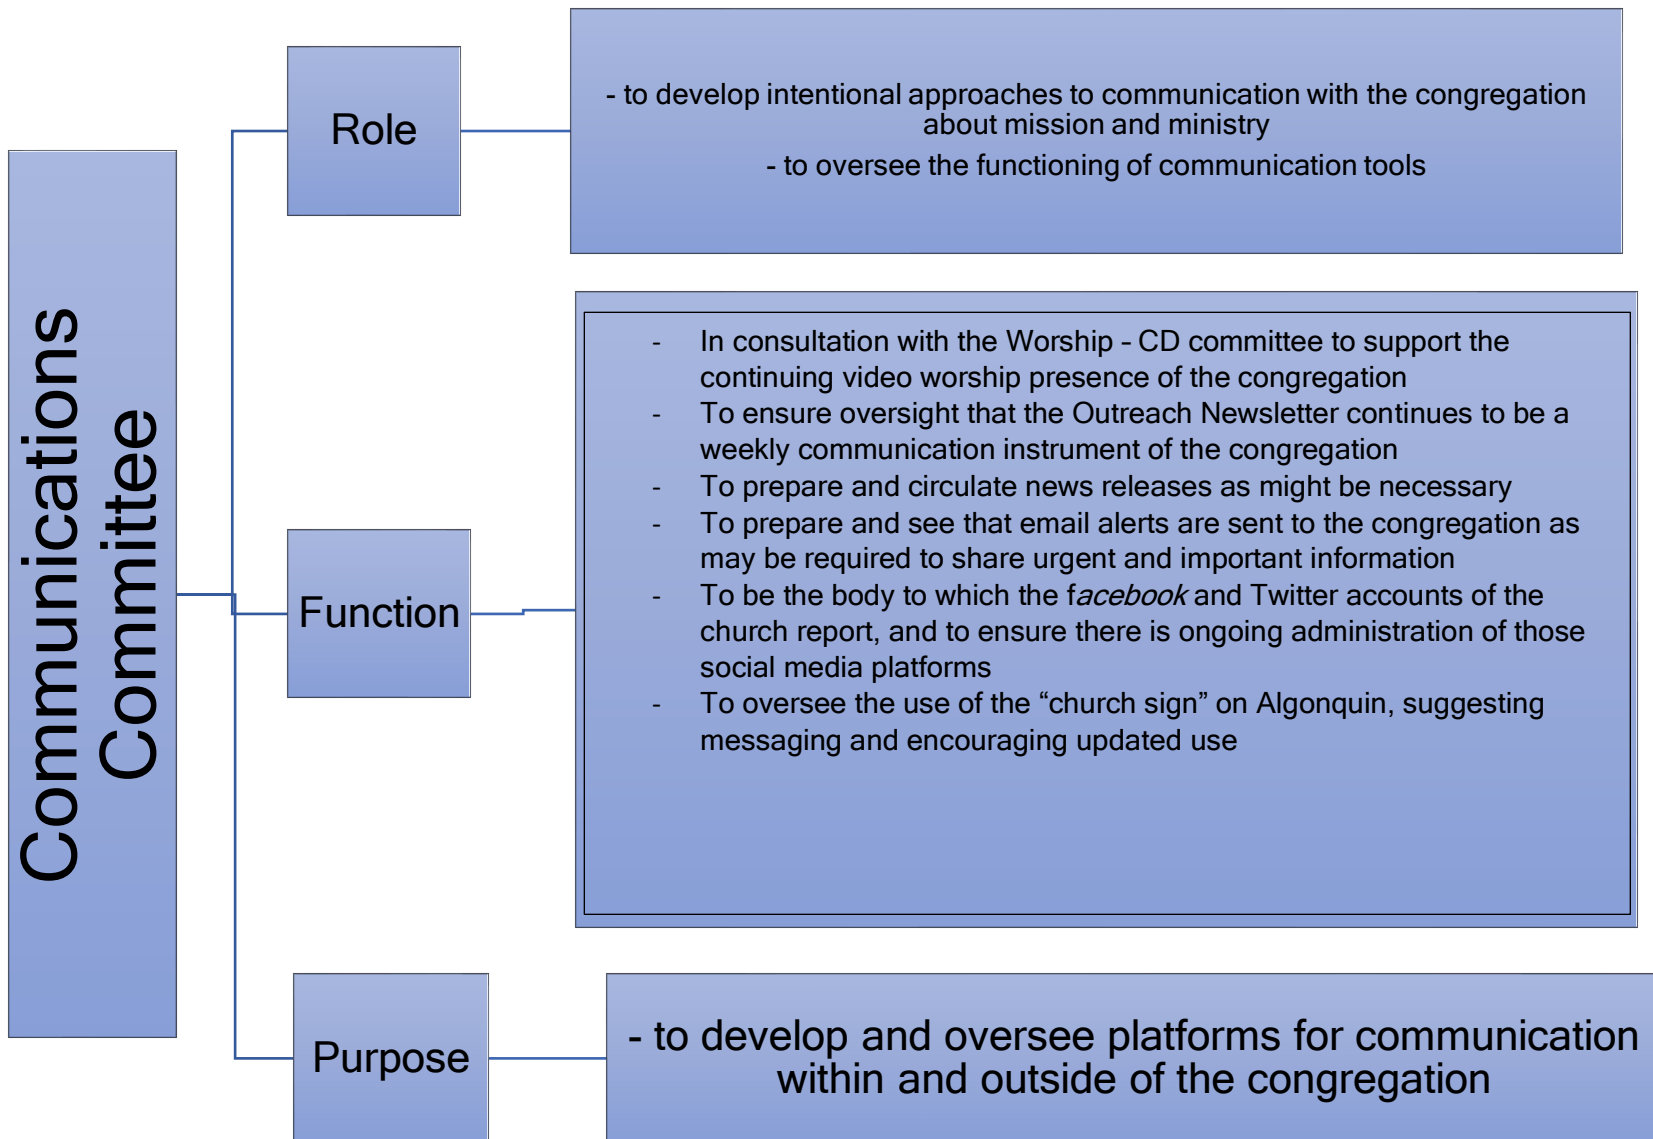 Communications
Committee
Role
- to develop intentional approaches to communication with the congregation
about mission and ministry
- to oversee the functioning of communication tools
Function
- In consultation with the Worship – CD committee to support the
continuing video worship presence of the congregation
- To ensure oversight that the Outreach Newsletter continues to be a
weekly communication instrument of the congregation
- To prepare and circulate news releases as might be necessary
- To prepare and see that email alerts are sent to the congregation as
may be required to share urgent and important information
- To be the body to which the facebook and Twitter accounts of the
church report, and to ensure there is ongoing administration of those
social media platforms
- To oversee the use of the “church sign” on Algonquin, suggesting
messaging and encouraging updated use
Purpose
- to develop and oversee platforms for communication
within and outside of the congregation